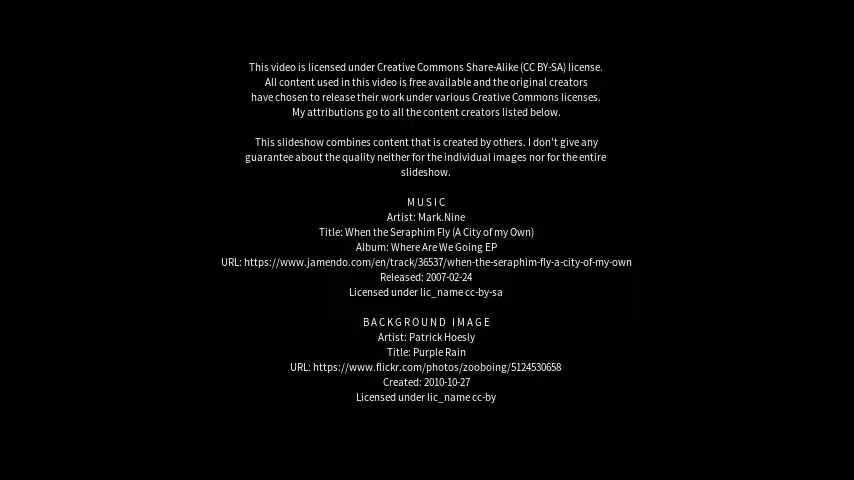 This video is licensed under Creative Commons Share-Alike (CC BY-SA) license.
All content used in this video is free available and the original creators
have chosen to release their work under various Creative Commons licenses.
My attributions go to all the content creators listed below.
This slideshow combines content that is created by others. I don't give any
guarantee about the quality neither for the individual images nor for the entire
slideshow.
MUSIC
Artist: Mark.Nine
Title: When the Seraphim Fly (A City of my Own)
Album: Where Are We Going EP
URL: https://www.jamendo.com/en/track/36537/when-the-seraphim-fly-a-city-of-my-own
Released: 2007-02-24
Licensed under lic_name cc-by-sa
BACKGROUND IMAGE
Artist: Patrick Hoesly
Title: Purple Rain
URL: https://www.flickr.com/photos/zooboing/5124530658
Created: 2010-10-27
Licensed under lic_name cc-by